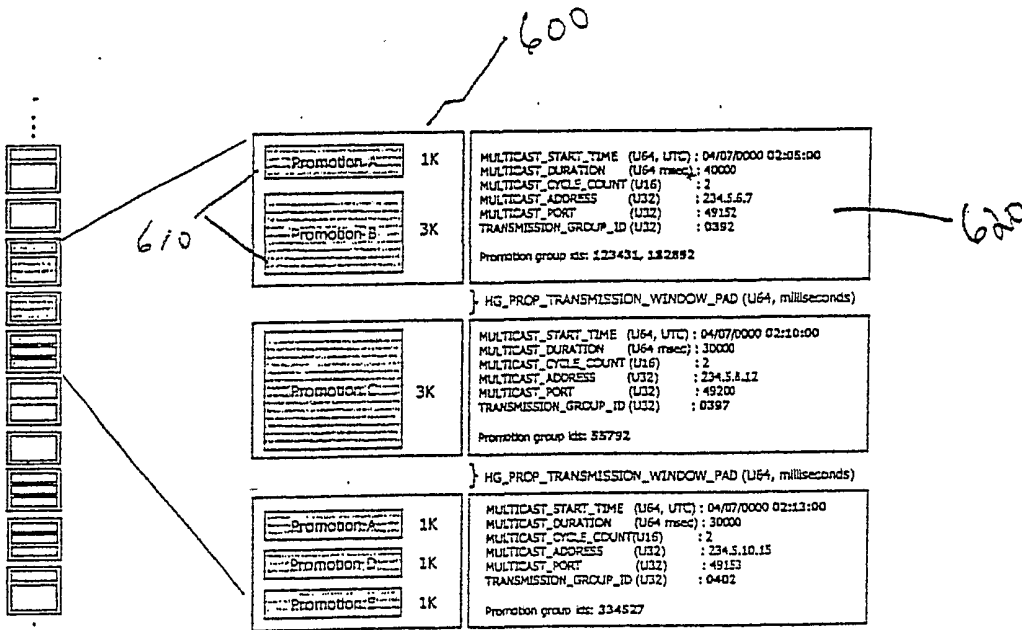 600
Promotion A 1K
MULTICAST_START_TIME (U64, UTC) : 04/07/0000 02:05:00
MULTICAST_DURATION (U64 msec) : 40000
MULTICAST_CYCLE_COUNT (U16) : 2
MULTICAST_ADDRESS (U32) : 234.5.6.7
MULTICAST_PORT (U32) : 49152
TRANSMISSION_GROUP_ID (U32) : 0392
610
Promotion B 3K
620
Promotion group ids: 123431, 182892
} HG_PROP_TRANSMISSION_WINDOW_PAD (U64, milliseconds)
MULTICAST_START_TIME (U64, UTC) : 04/07/0000 02:10:00
MULTICAST_DURATION (U64 msec) : 30000
MULTICAST_CYCLE_COUNT (U16) : 2
MULTICAST_ADDRESS (U32) : 234.5.8.12
MULTICAST_PORT (U32) : 49200
TRANSMISSION_GROUP_ID (U32) : 0397
Promotion C 3K
Promotion group ids: 55792
} HG_PROP_TRANSMISSION_WINDOW_PAD (U64, milliseconds)
MULTICAST_START_TIME (U64, UTC) : 04/07/0000 02:13:00
MULTICAST_DURATION (U64 msec) : 30000
MULTICAST_CYCLE_COUNT(U16) : 2
MULTICAST_ADDRESS (U32) : 234.5.10.15
MULTICAST_PORT (U32) : 49153
TRANSMISSION_GROUP_ID (U32) : 0402
Promotion A 1K
Promotion D 1K
Promotion E 1K
Promotion group ids: 334527